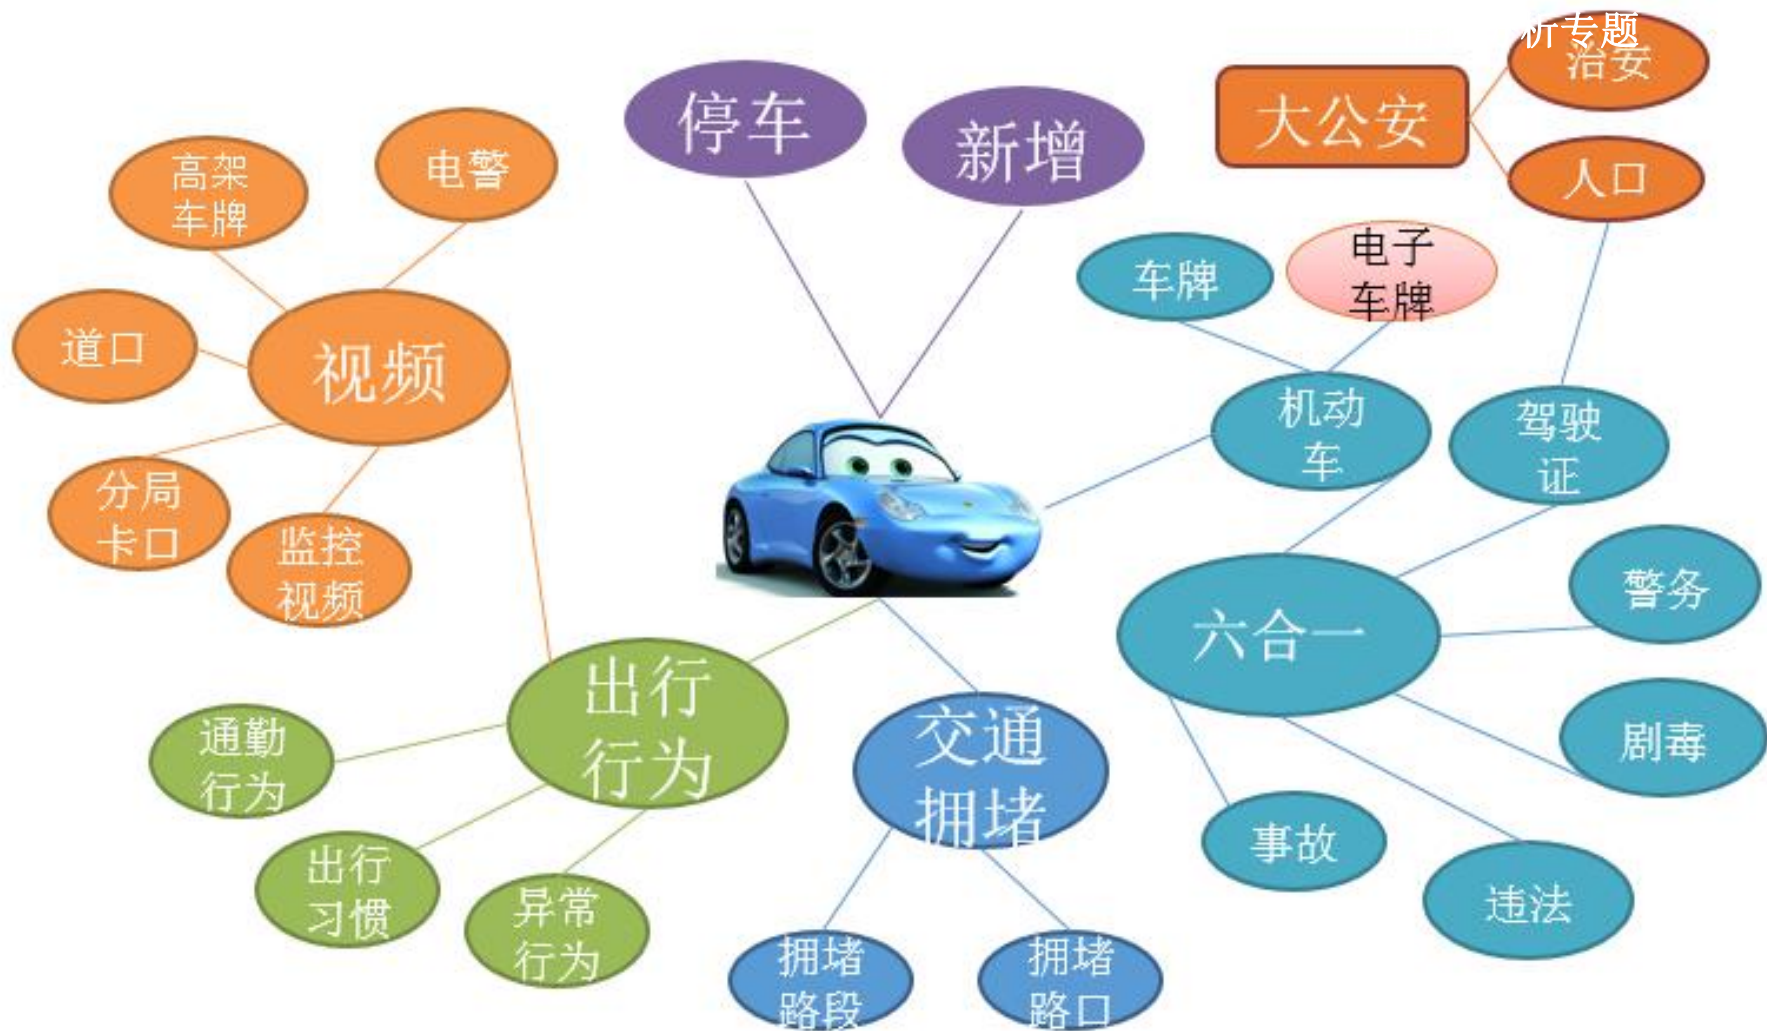 析专题
治安
大公安
人口
停车
新增
电警
高架
车牌
道口
视频
分局
卡口
监控
视频
车牌
电子
车牌
机动
车
驾驶
证
六合一
警务
剧毒
事故
违法
出行
行为
通勤
行为
出行
习惯
异常
行为
交通
拥堵
拥堵
路段
拥堵
路口